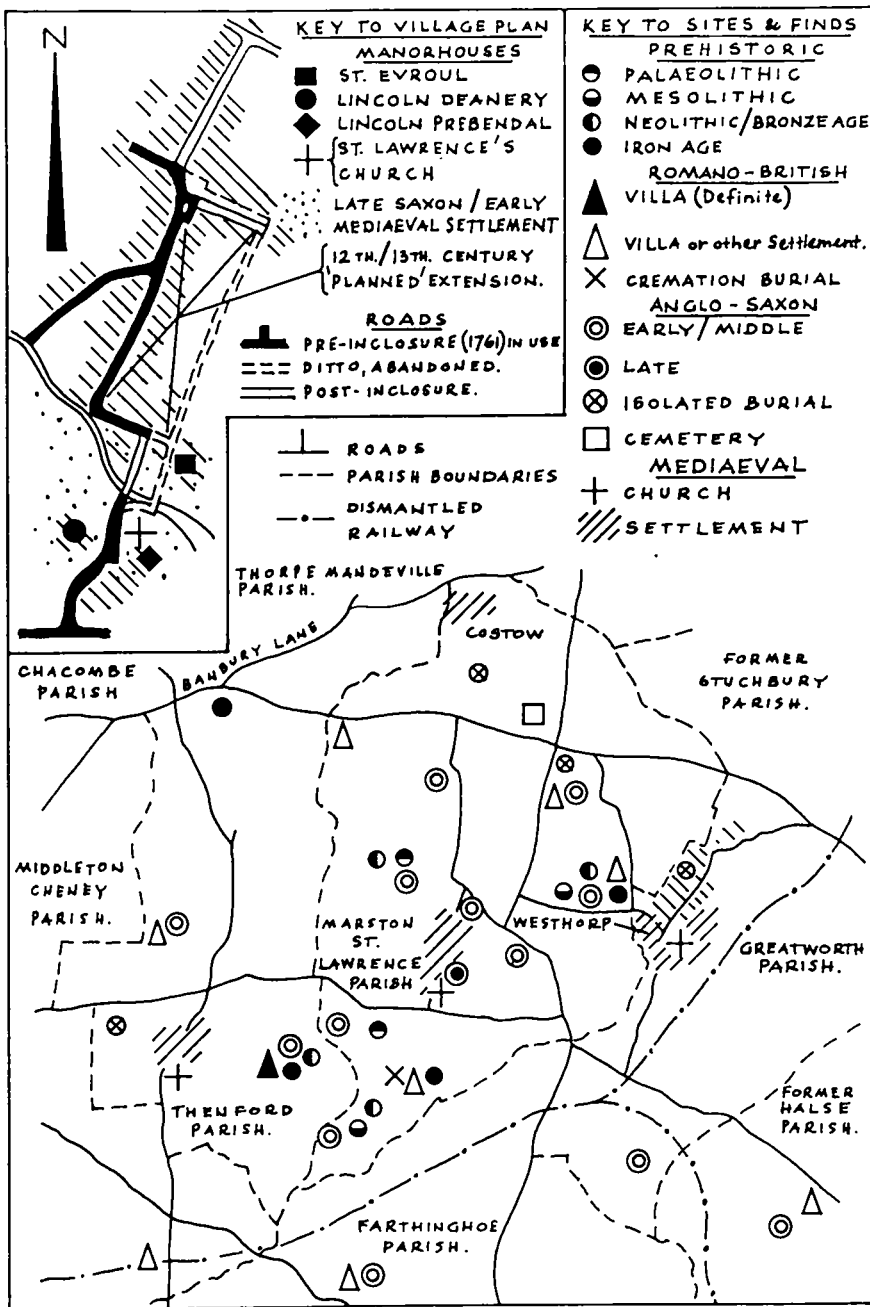 N
KEY TO VILLAGE PLAN
MANORHOUSES
ST. EVROUL
LINCOLN DEANERY
LINCOLN PREBENDAL
ST. LAWRENCE'S
CHURCH
LATE SAXON / EARLY
MEDIAEVAL SETTLEMENT
12TH./13TH. CENTURY
'PLANNED' EXTENSION.
ROADS
PRE-INCLOSURE (1761) IN USE
DITTO, ABANDONED.
POST-INCLOSURE.
KEY TO SITES & FINDS
PREHISTORIC
PALAEOLITHIC
MESOLITHIC
NEOLITHIC/BRONZE AGE
IRON AGE
ROMANO-BRITISH
VILLA (Definite)
VILLA or other Settlement.
CREMATION BURIAL
ANGLO-SAXON
EARLY/MIDDLE
LATE
ISOLATED BURIAL
CEMETERY
MEDIAEVAL
CHURCH
SETTLEMENT
ROADS
PARISH BOUNDARIES
DISMANTLED
RAILWAY
THORPE MANDEVILLE
PARISH.
COSTOW
BANBURY LANE
CHACOMBE
PARISH
FORMER
STUCHBURY
PARISH.
MIDDLETON
CHENEY
PARISH.
MARSTON
ST.
LAWRENCE
PARISH
WESTHORP
GREATWORTH
PARISH.
THENFORD
PARISH.
FORMER
HALSE
PARISH.
FARTHINGHOE
PARISH.